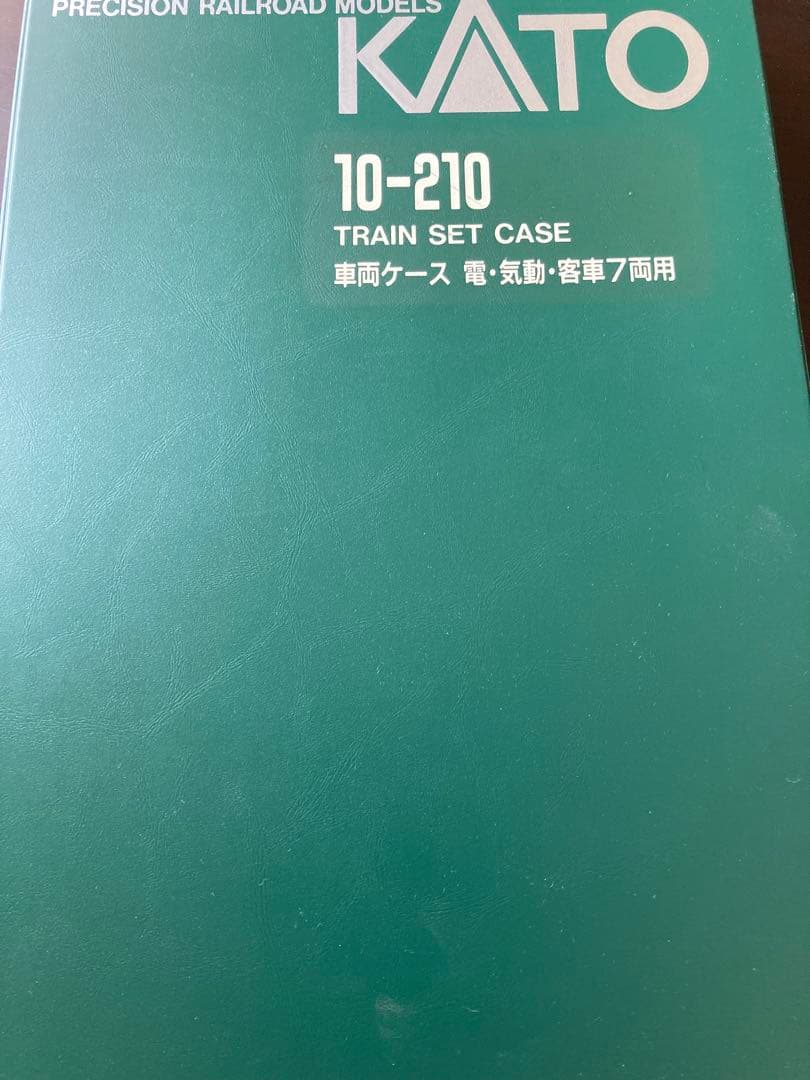 PRECISION RAILROAD MODELS
KATO
10-210
TRAIN SET CASE
車両ケース 電・気動・客車7両用